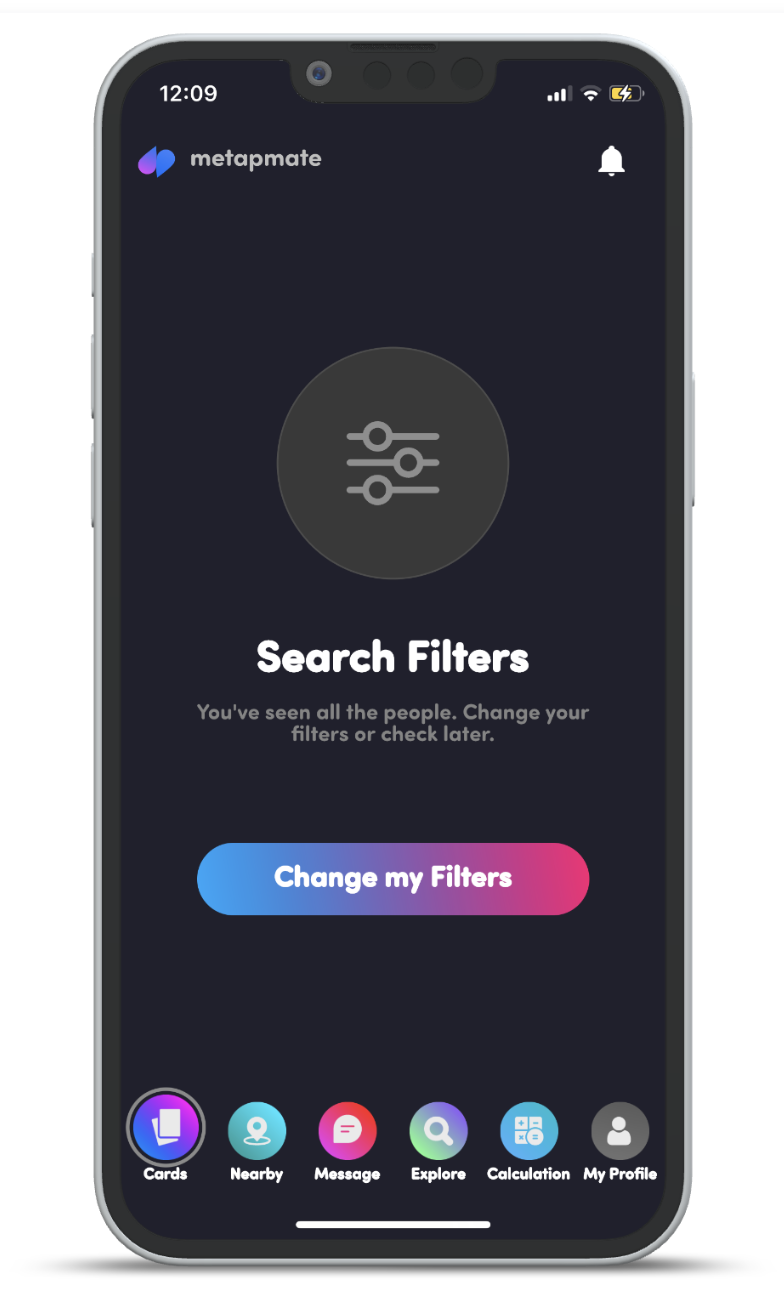 12:09
metapmate
Search Filters
You've seen all the people. Change your
filters or check later.
Change my Filters
Cards
Nearby
Message
Explore
Calculation
My Profile